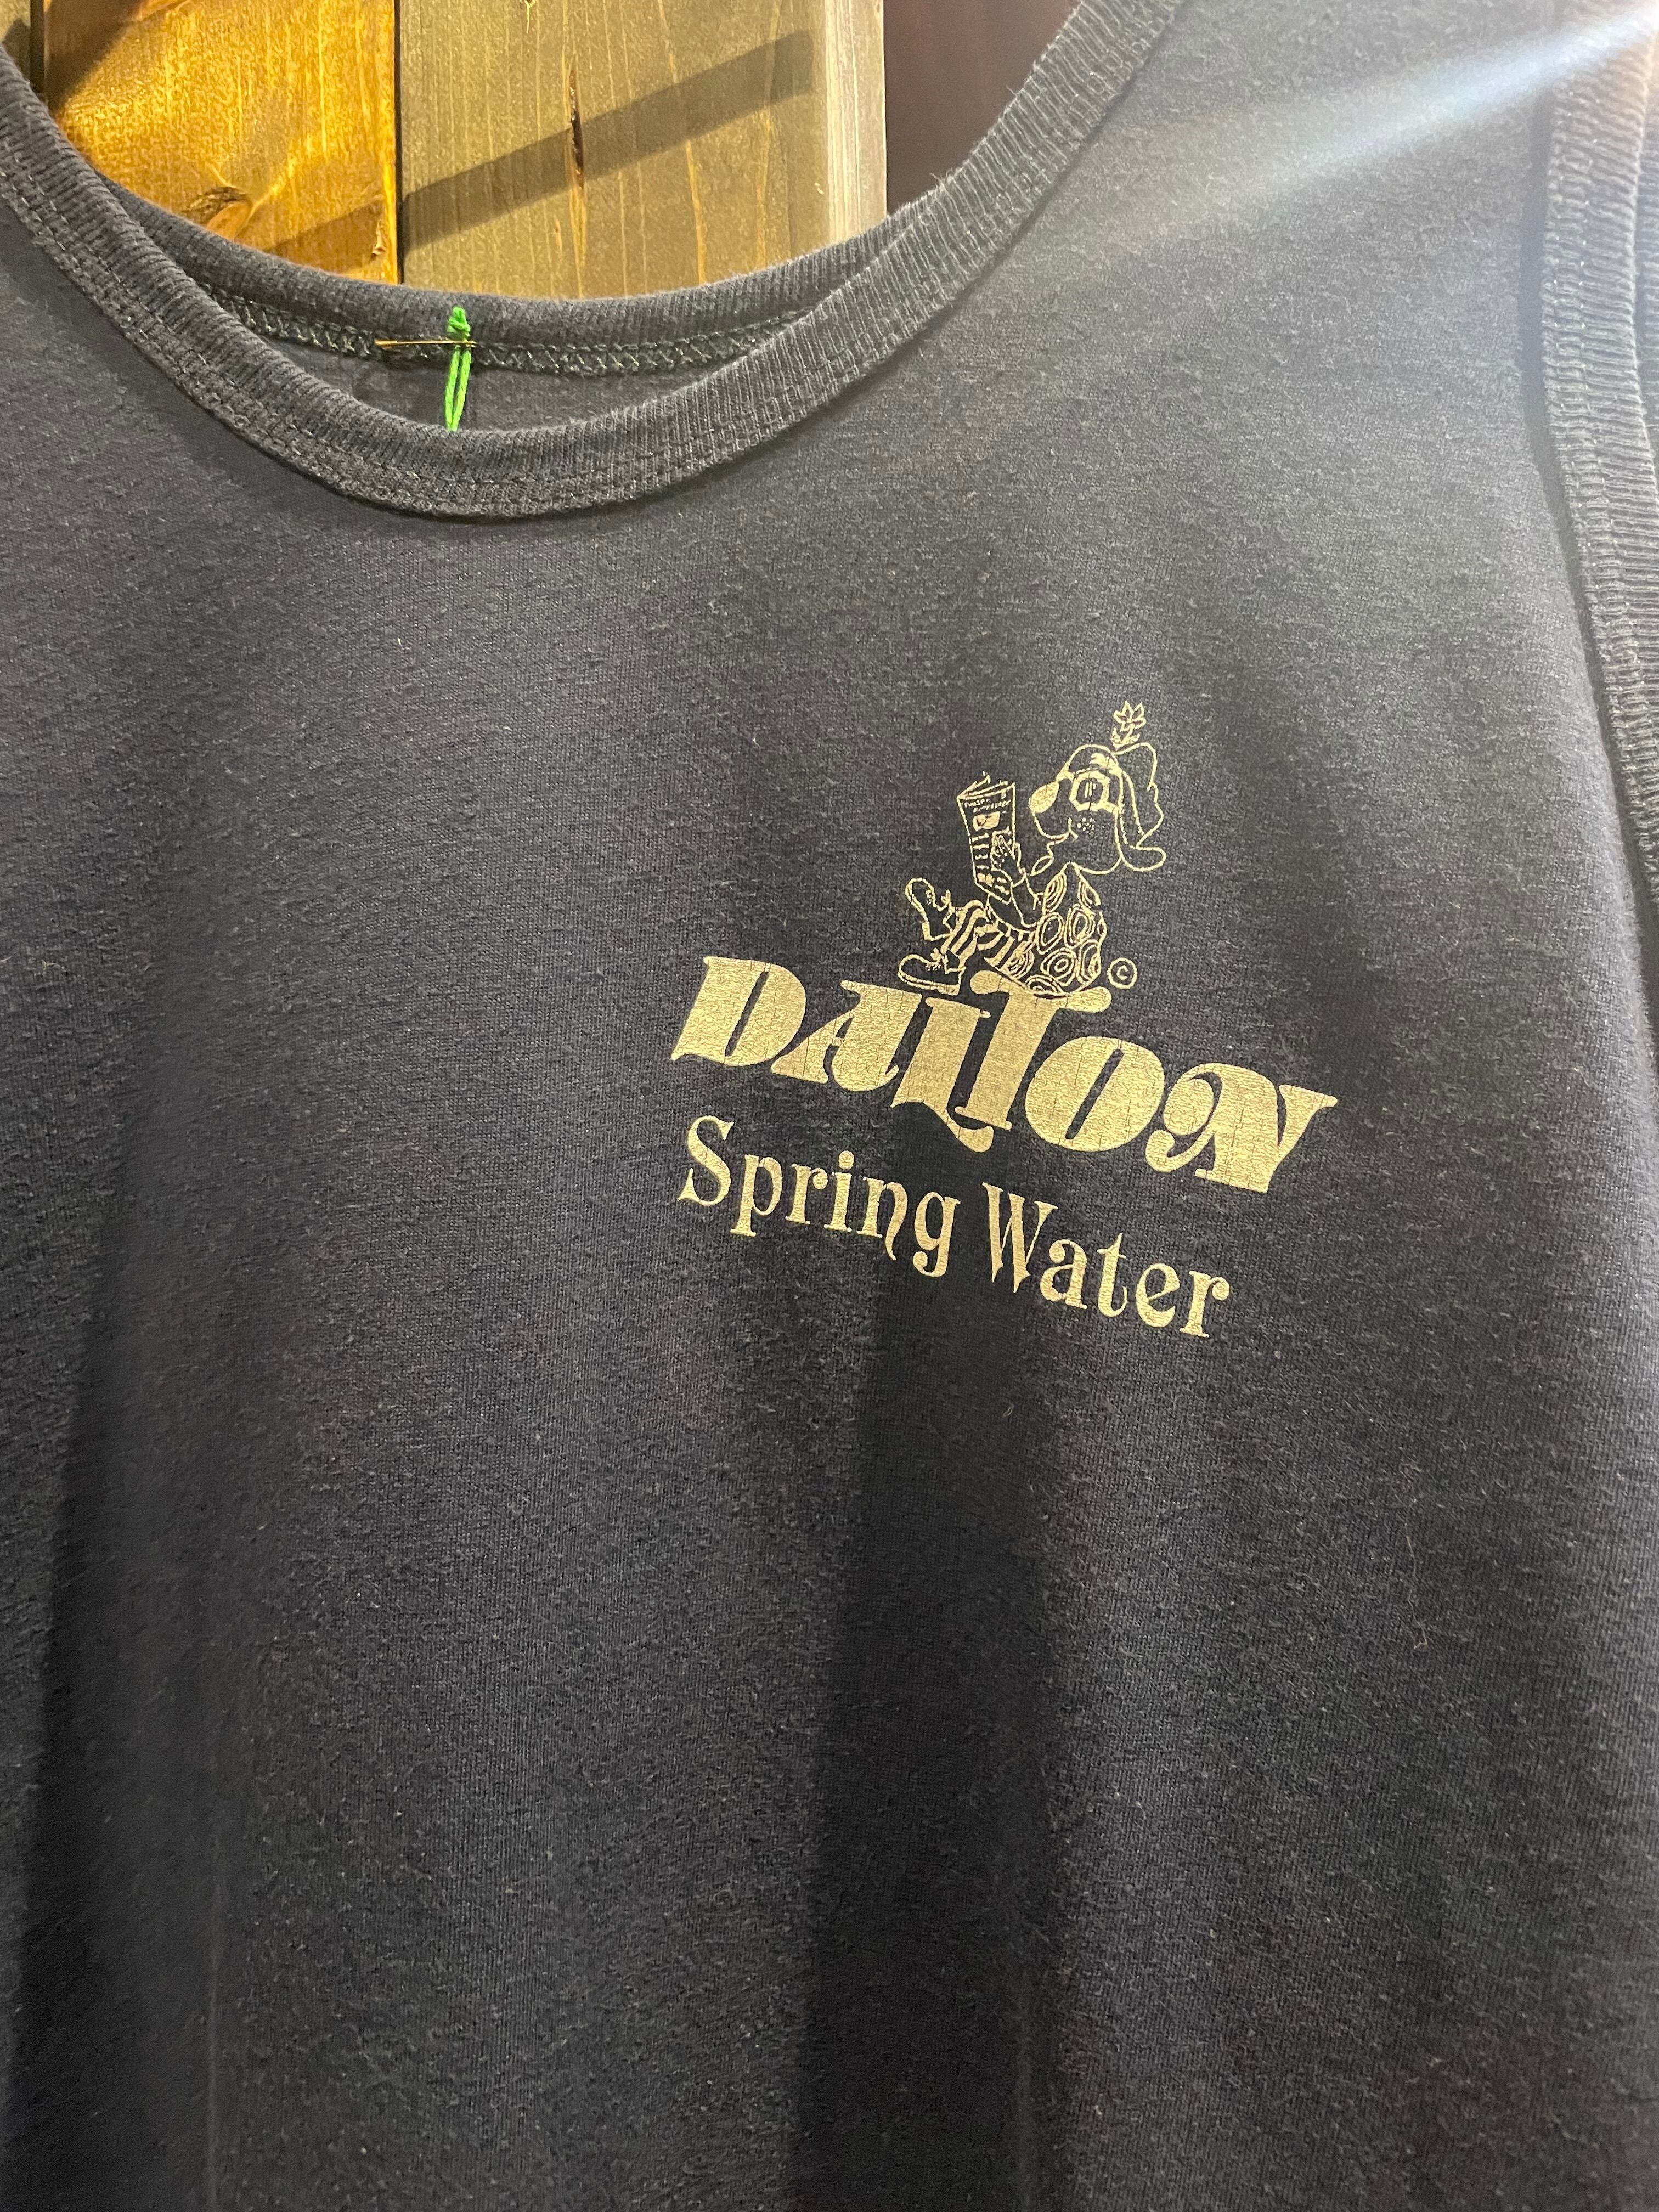 ©
DALTON
Spring Water